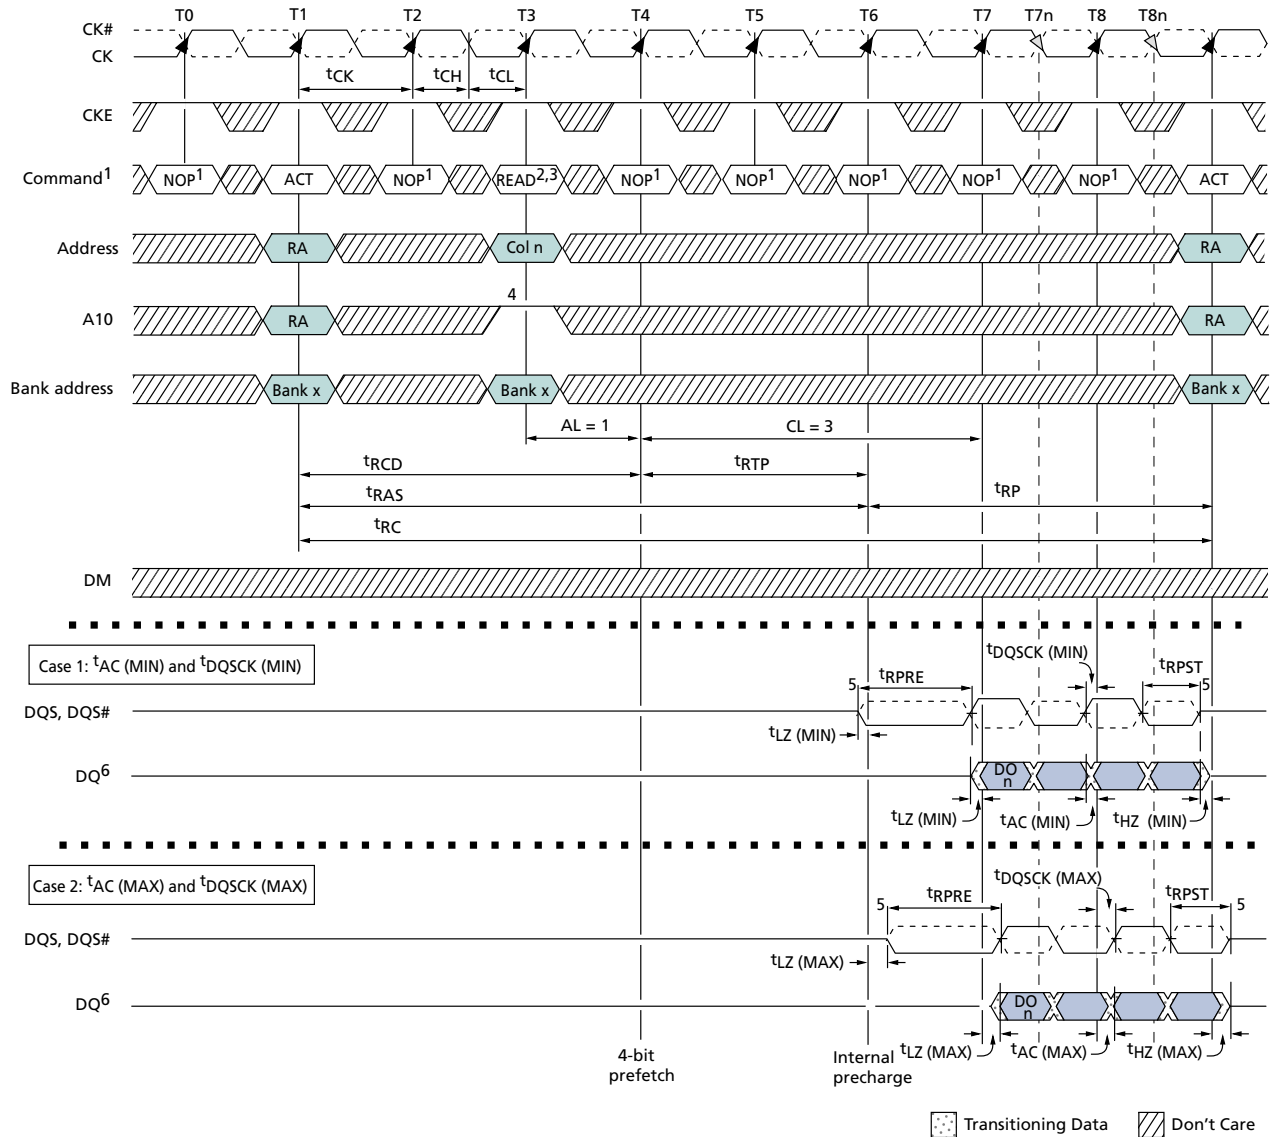 T0 T1 T2 T3 T4 T5 T6 T7 T7n T8 T8n
CK#
CK
tCK tCH tCL
CKE
Command1 NOP1 ACT NOP1 READ2,3 NOP1 NOP1 NOP1 NOP1 NOP1 ACT
Address RA Col n RA
4
A10 RA RA
Bank address Bank x Bank x Bank x
AL = 1 CL = 3
tRCD tRTP
tRAS tRP
tRC
DM
Case 1: tAC (MIN) and tDQSCK (MIN)
tDQSCK (MIN)
5 tRPRE tRPST 5
DQS, DQS#
tLZ (MIN)
DQ6 DO
n
tLZ (MIN) tAC (MIN) tHZ (MIN)
Case 2: tAC (MAX) and tDQSCK (MAX)
tDQSCK (MAX)
5 tRPRE tRPST 5
DQS, DQS#
tLZ (MAX)
DQ6 DO
n
tLZ (MAX) tAC (MAX) tHZ (MAX)
4-bit
prefetch
Internal
precharge
Transitioning Data Don't Care